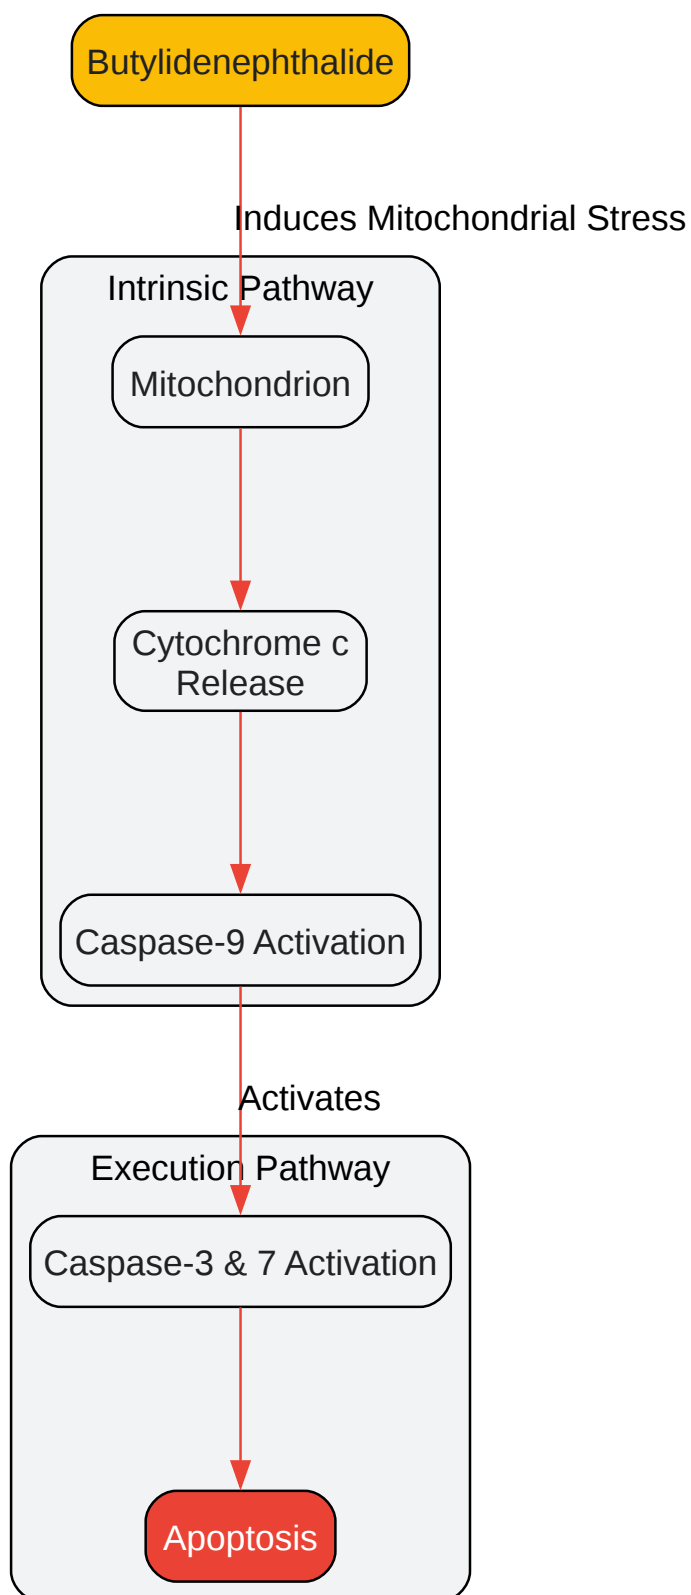 Butylidenephthalide
Induces Mitochondrial Stress
Intrinsic Pathway
Mitochondrion
Cytochrome c
Release
Caspase-9 Activation
Activates
Execution Pathway
Caspase-3 & 7 Activation
Apoptosis